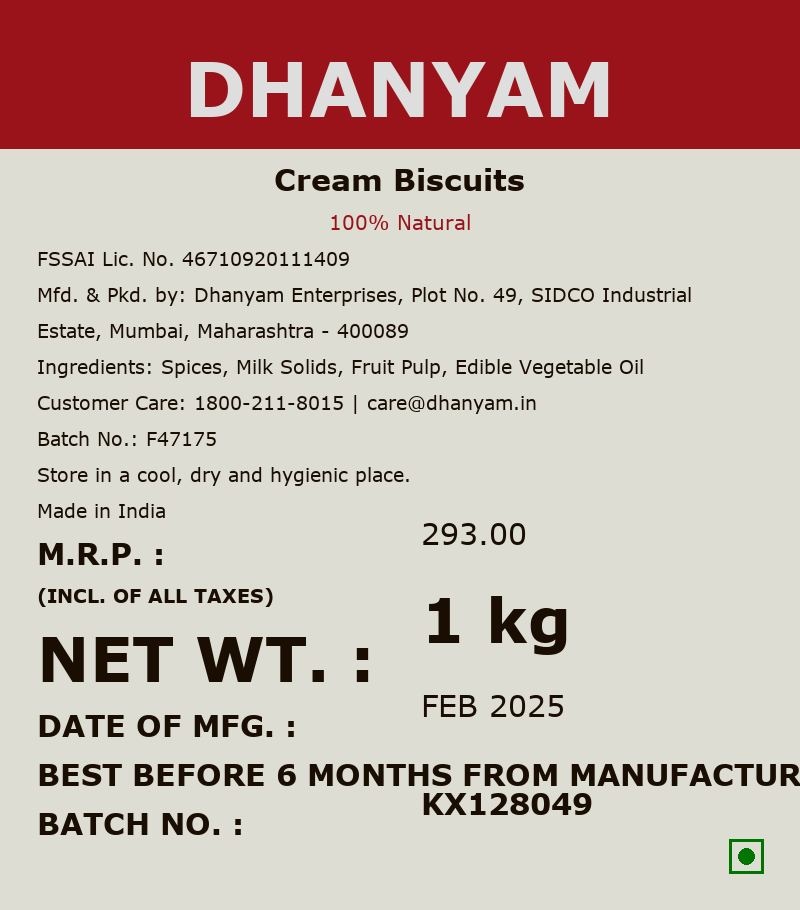 DHANYAM
Cream Biscuits
100% Natural
FSSAI Lic. No. 46710920111409
Mfd. & Pkd. by: Dhanyam Enterprises, Plot No. 49, SIDCO Industrial
Estate, Mumbai, Maharashtra - 400089
Ingredients: Spices, Milk Solids, Fruit Pulp, Edible Vegetable Oil
Customer Care: 1800-211-8015 | care@dhanyam.in
Batch No.: F47175
Store in a cool, dry and hygienic place.
Made in India
M.R.P. : 293.00
(INCL. OF ALL TAXES)
NET WT. : 1 kg
DATE OF MFG. : FEB 2025
BEST BEFORE 6 MONTHS FROM MANUFACTUR
BATCH NO. : KX128049